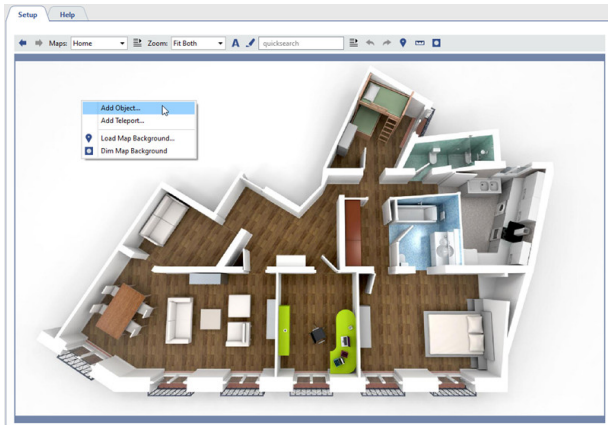 Setup Help
Maps: Home Zoom: Fit Both A quicksearch
Add Object...
Add Teleport...
Load Map Background...
Dim Map Background